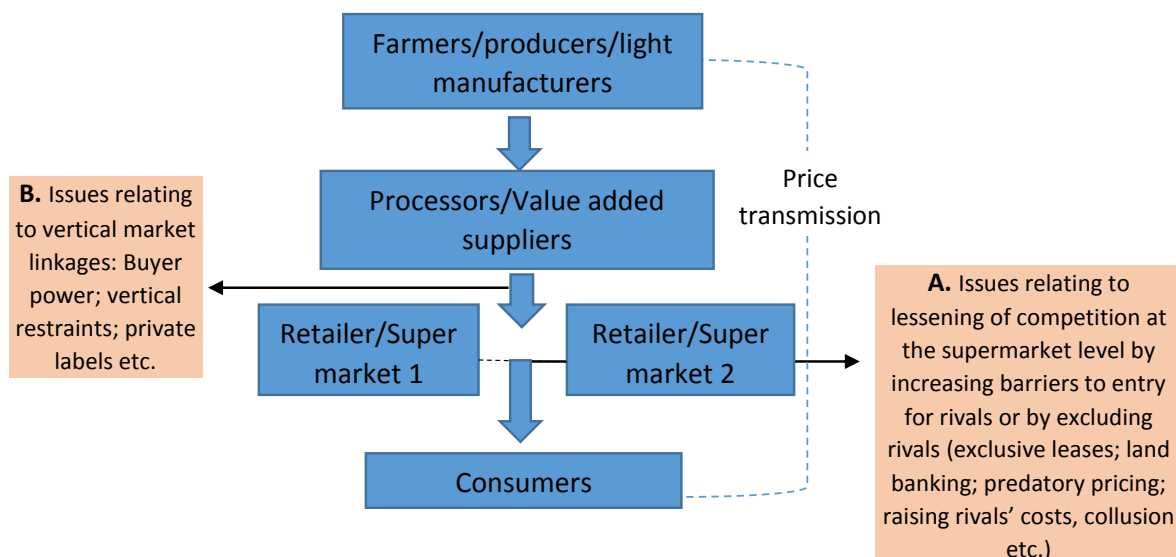 Farmers/producers/light
manufacturers
Processors/Value added
suppliers
Price
transmission
B. Issues relating
to vertical market
linkages: Buyer
power; vertical
restraints; private
labels etc.
Retailer/Super
market 1
Retailer/Super
market 2
A. Issues relating to
lessening of competition at
the supermarket level by
increasing barriers to entry
for rivals or by excluding
rivals (exclusive leases; land
banking; predatory pricing;
raising rivals’ costs, collusion
etc.)
Consumers